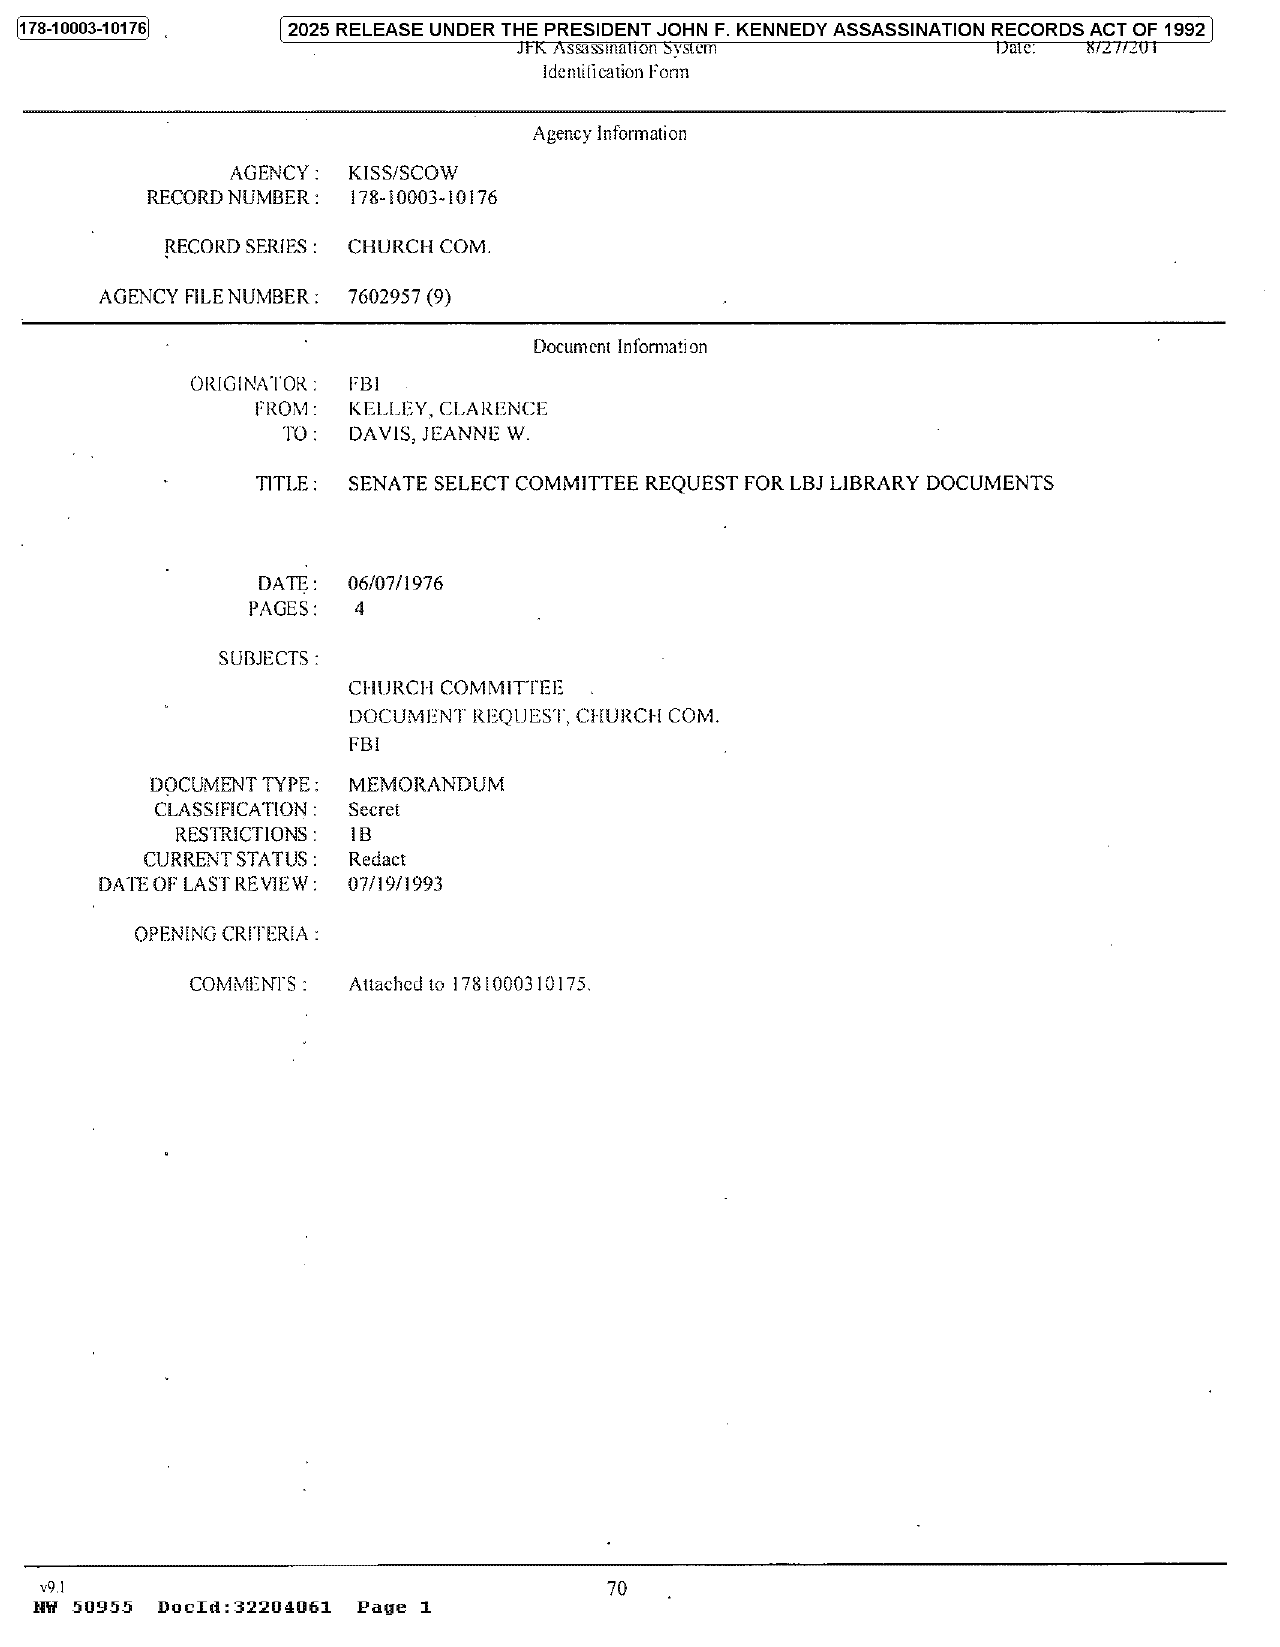 178-10003-10176
2025 RELEASE UNDER THE PRESIDENT JOHN F. KENNEDY ASSASSINATION RECORDS ACT OF 1992
JFK Assassination System
Date: 8/27/201
Identification Form
Agency Information
AGENCY : KISS/SCOW
RECORD NUMBER : 178-10003-10176
RECORD SERIES : CHURCH COM.
AGENCY FILE NUMBER : 7602957 (9)
Document Information
ORIGINATOR : FBI
FROM : KELLEY, CLARENCE
TO : DAVIS, JEANNE W.
TITLE : SENATE SELECT COMMITTEE REQUEST FOR LBJ LIBRARY DOCUMENTS
DATE : 06/07/1976
PAGES : 4
SUBJECTS :
CHURCH COMMITTEE
DOCUMENT REQUEST, CHURCH COM.
FBI
DOCUMENT TYPE : MEMORANDUM
CLASSIFICATION : Secret
RESTRICTIONS : 1B
CURRENT STATUS : Redact
DATE OF LAST REVIEW : 07/19/1993
OPENING CRITERIA :
COMMENTS : Attached to 1781000310175.
v9.1
70
NW 50955 DocId:32204061 Page 1